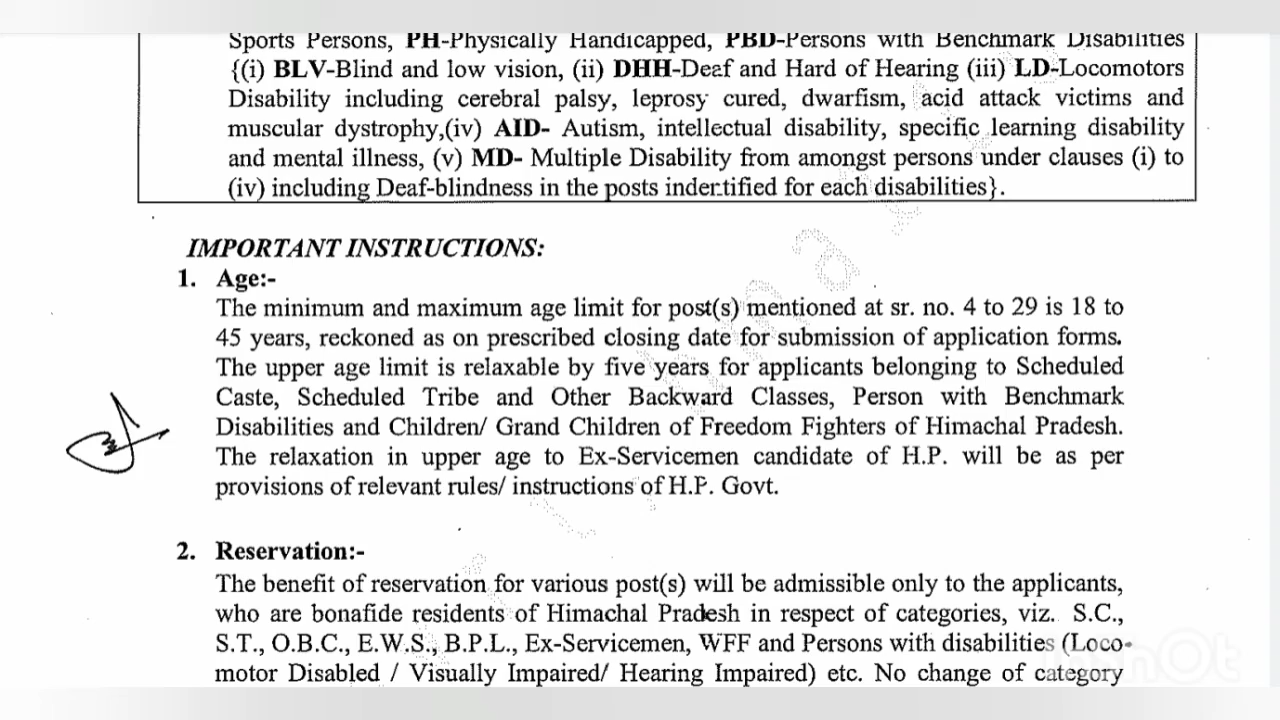 Sports Persons, PH-Physically Handicapped, PBD-Persons with Benchmark Disabilities
{(i) BLV-Blind and low vision, (ii) DHH-Deaf and Hard of Hearing (iii) LD-Locomotors
Disability including cerebral palsy, leprosy cured, dwarfism, acid attack victims and
muscular dystrophy,(iv) AID- Autism, intellectual disability, specific learning disability
and mental illness, (v) MD- Multiple Disability from amongst persons under clauses (i) to
(iv) including Deaf-blindness in the posts indentified for each disabilities}.
IMPORTANT INSTRUCTIONS:
1. Age:-
The minimum and maximum age limit for post(s) mentioned at sr. no. 4 to 29 is 18 to
45 years, reckoned as on prescribed closing date for submission of application forms.
The upper age limit is relaxable by five years for applicants belonging to Scheduled
Caste, Scheduled Tribe and Other Backward Classes, Person with Benchmark
Disabilities and Children/ Grand Children of Freedom Fighters of Himachal Pradesh.
The relaxation in upper age to Ex-Servicemen candidate of H.P. will be as per
provisions of relevant rules/ instructions of H.P. Govt.
2. Reservation:-
The benefit of reservation for various post(s) will be admissible only to the applicants,
who are bonafide residents of Himachal Pradesh in respect of categories, viz. S.C.,
S.T., O.B.C., E.W.S., B.P.L., Ex-Servicemen, WFF and Persons with disabilities (Loco-
motor Disabled / Visually Impaired/ Hearing Impaired) etc. No change of category